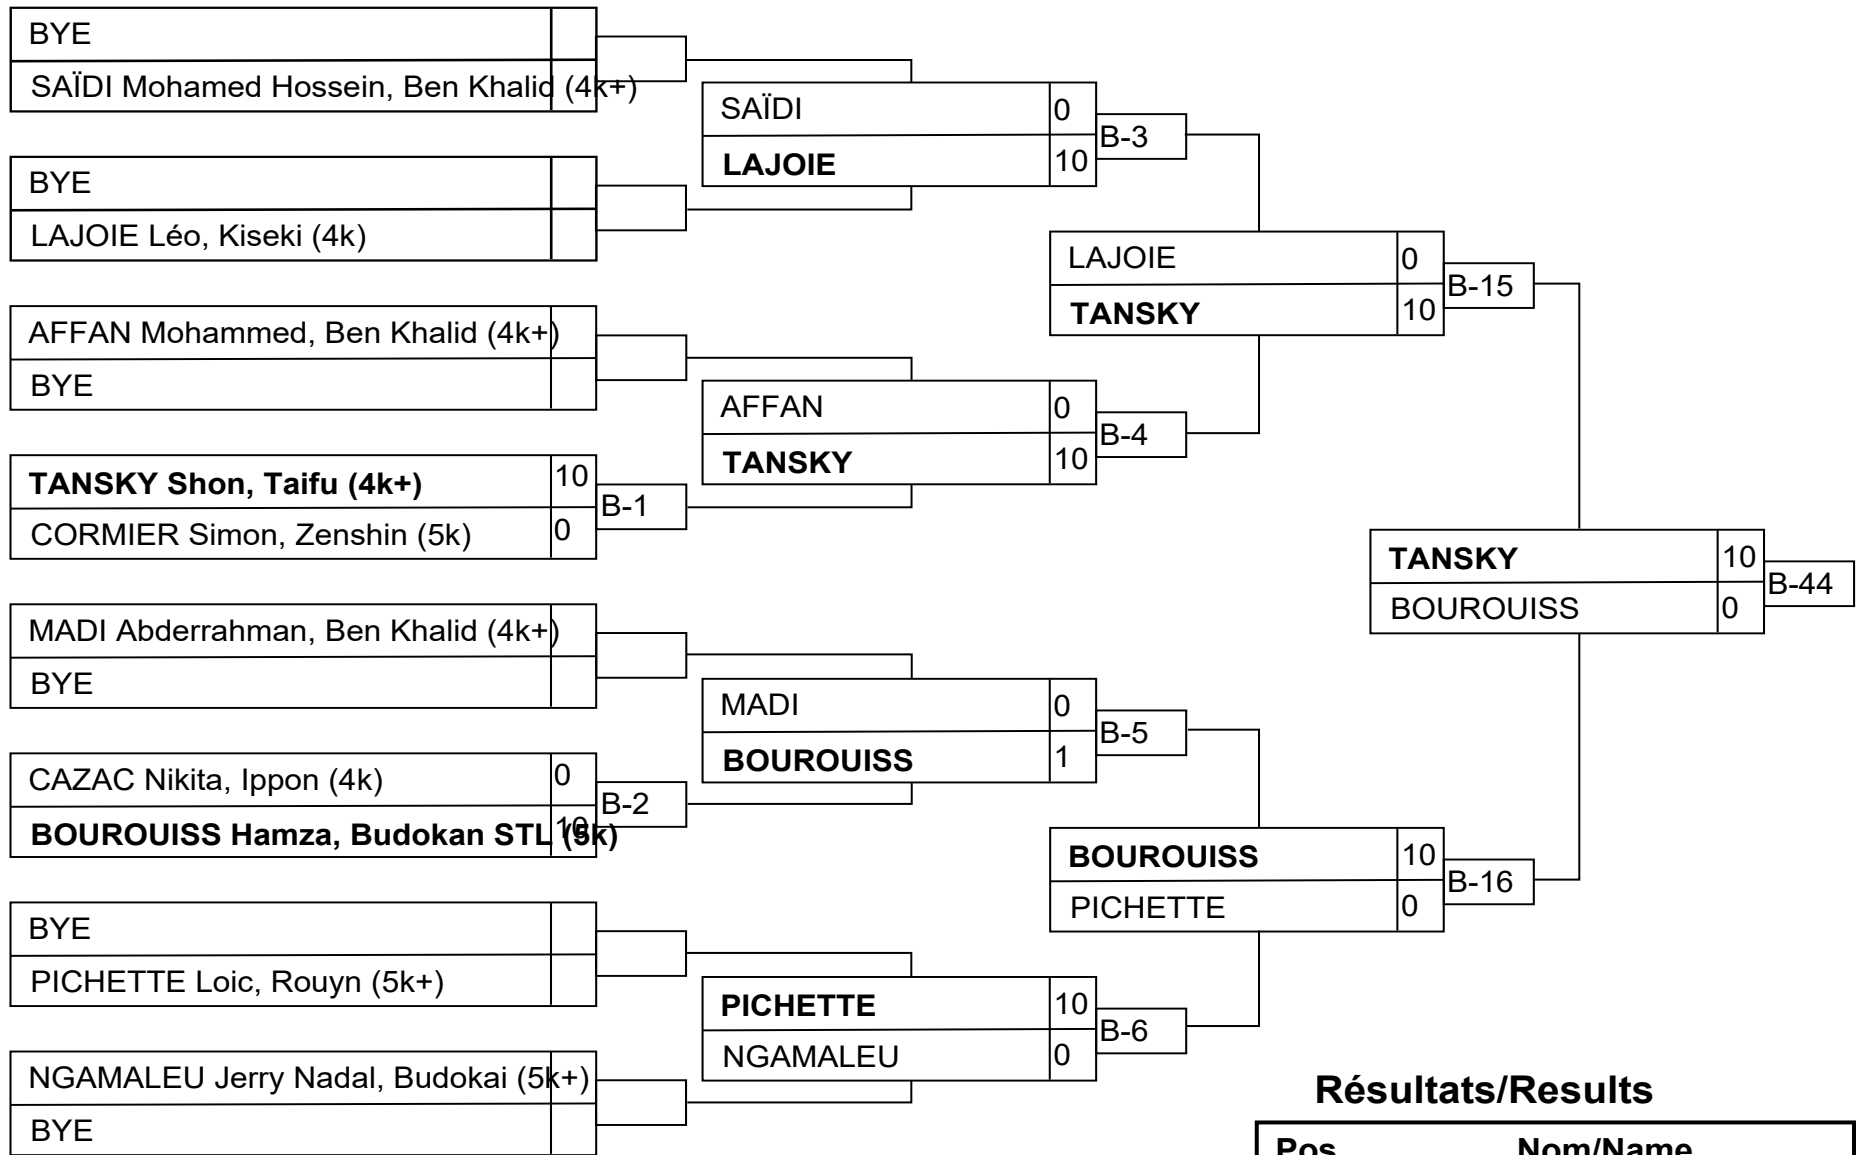 BYE
SAÏDI Mohamed Hossein, Ben Khalid (4k+)
BYE
LAJOIE Léo, Kiseki (4k)
AFFAN Mohammed, Ben Khalid (4k+)
BYE
TANSKY Shon, Taifu (4k+) 10
CORMIER Simon, Zenshin (5k) 0
B-1
MADI Abderrahman, Ben Khalid (4k+)
BYE
CAZAC Nikita, Ippon (4k) 0
BOUROUISS Hamza, Budokan STL (5k) 10
B-2
BYE
PICHETTE Loic, Rouyn (5k+)
NGAMALEU Jerry Nadal, Budokai (5k+)
BYE
SAÏDI 0
LAJOIE 10
B-3
AFFAN 0
TANSKY 10
B-4
MADI 0
BOUROUISS 1
B-5
PICHETTE 10
NGAMALEU 0
B-6
LAJOIE 0
TANSKY 10
B-15
BOUROUISS 10
PICHETTE 0
B-16
TANSKY 10
BOUROUISS 0
B-44
Résultats/Results
Pos Nom/Name